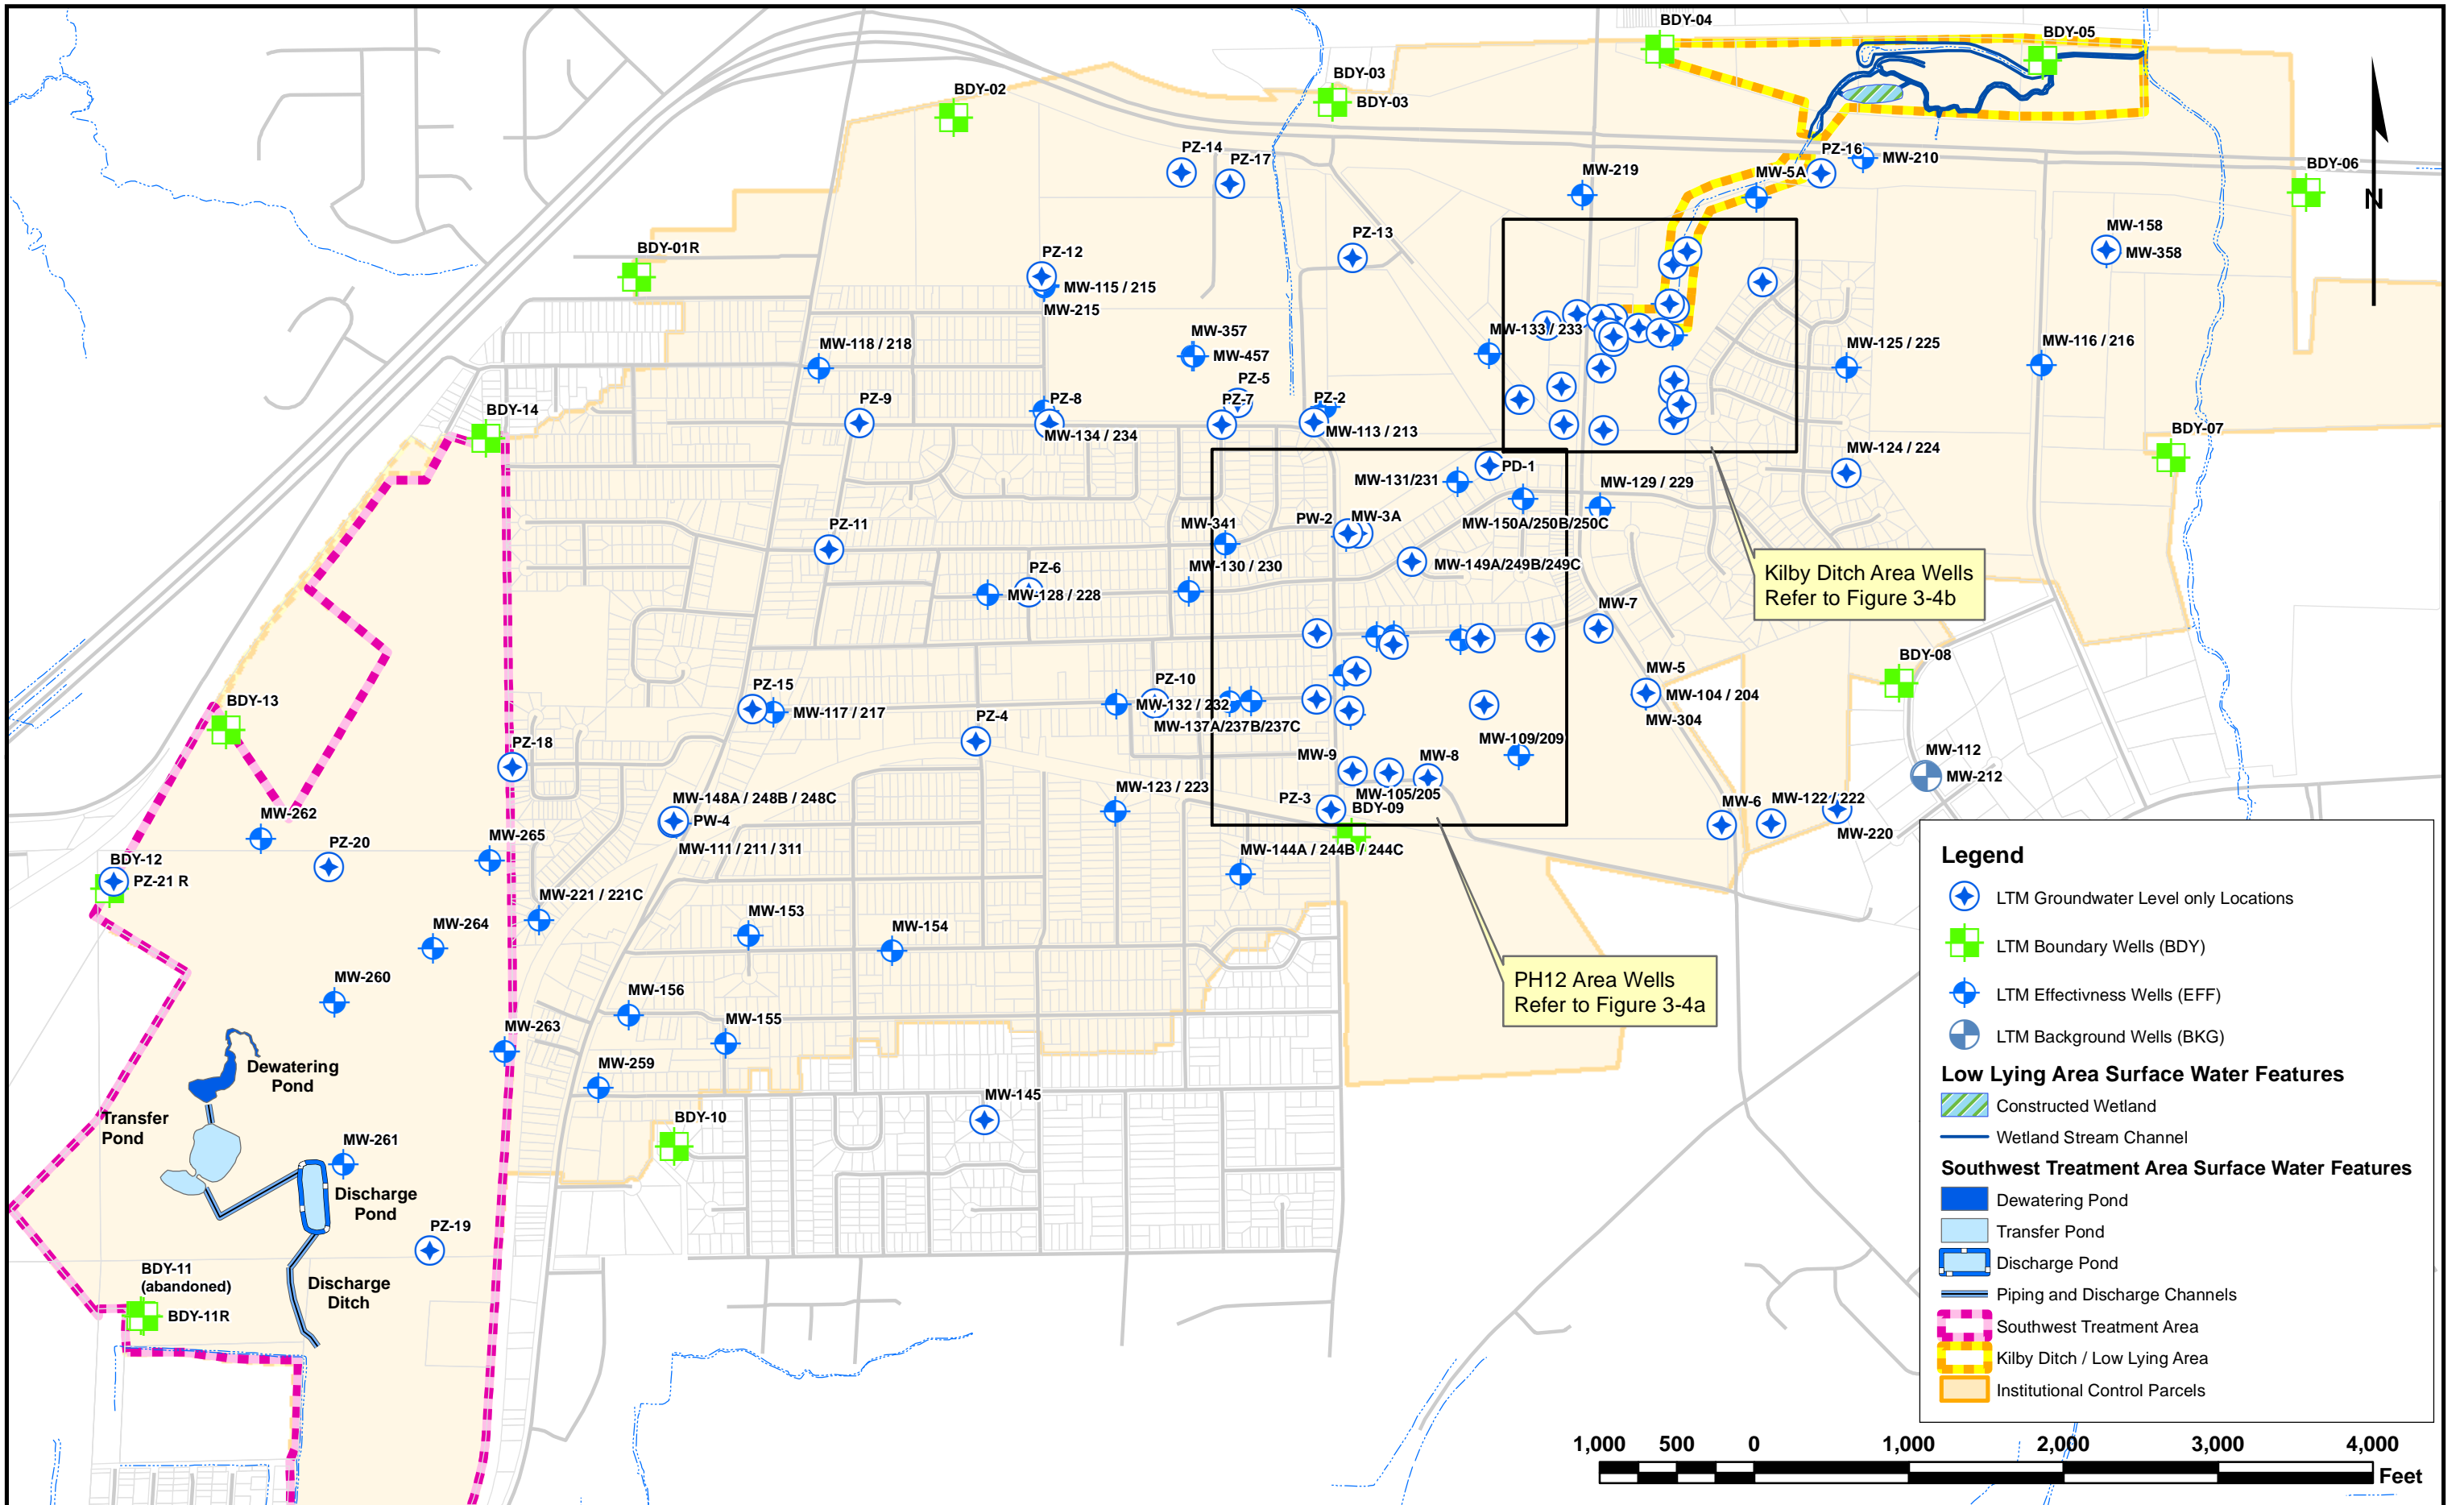 BDY-04
BDY-05
BDY-03
BDY-02
BDY-03
PZ-14
PZ-17
PZ-16
MW-210
MW-219
MW-5A
BDY-06
N
MW-158
MW-358
BDY-01R
PZ-12
PZ-13
MW-115 / 215
MW-215
MW-357
MW-457
MW-133 / 233
MW-118 / 218
MW-125 / 225
MW-116 / 216
PZ-5
BDY-14
PZ-9
PZ-8
PZ-7
PZ-2
MW-134 / 234
MW-113 / 213
BDY-07
MW-124 / 224
PD-1
MW-131/231
MW-129 / 229
MW-150A/250B/250C
PZ-11
MW-341
PW-2
MW-3A
MW-149A/249B/249C
MW-130 / 230
PZ-6
MW-128 / 228
Kilby Ditch Area Wells
Refer to Figure 3-4b
MW-7
BDY-08
MW-5
MW-104 / 204
MW-304
BDY-13
PZ-15
MW-117 / 217
PZ-10
MW-132 / 232
MW-137A/237B/237C
PZ-4
PZ-18
MW-109/209
MW-9
MW-8
MW-105/205
MW-112
MW-212
MW-148A / 248B / 248C
PW-4
MW-111 / 211 / 311
MW-123 / 223
PZ-3
BDY-09
MW-6
MW-122 / 222
MW-220
MW-262
PZ-20
MW-265
BDY-12
PZ-21 R
MW-144A / 244B / 244C
MW-221 / 221C
MW-264
MW-153
MW-154
MW-260
MW-156
MW-155
MW-263
MW-259
PH12 Area Wells
Refer to Figure 3-4a
Dewatering
Pond
Transfer
Pond
MW-261
BDY-10
MW-145
Discharge
Pond
PZ-19
BDY-11
(abandoned)
BDY-11R
Discharge
Ditch
Legend
LTM Groundwater Level only Locations
LTM Boundary Wells (BDY)
LTM Effectivness Wells (EFF)
LTM Background Wells (BKG)
Low Lying Area Surface Water Features
Constructed Wetland
Wetland Stream Channel
Southwest Treatment Area Surface Water Features
Dewatering Pond
Transfer Pond
Discharge Pond
Piping and Discharge Channels
Southwest Treatment Area
Kilby Ditch / Low Lying Area
Institutional Control Parcels
1,000 500 0 1,000 2,000 3,000 4,000
Feet